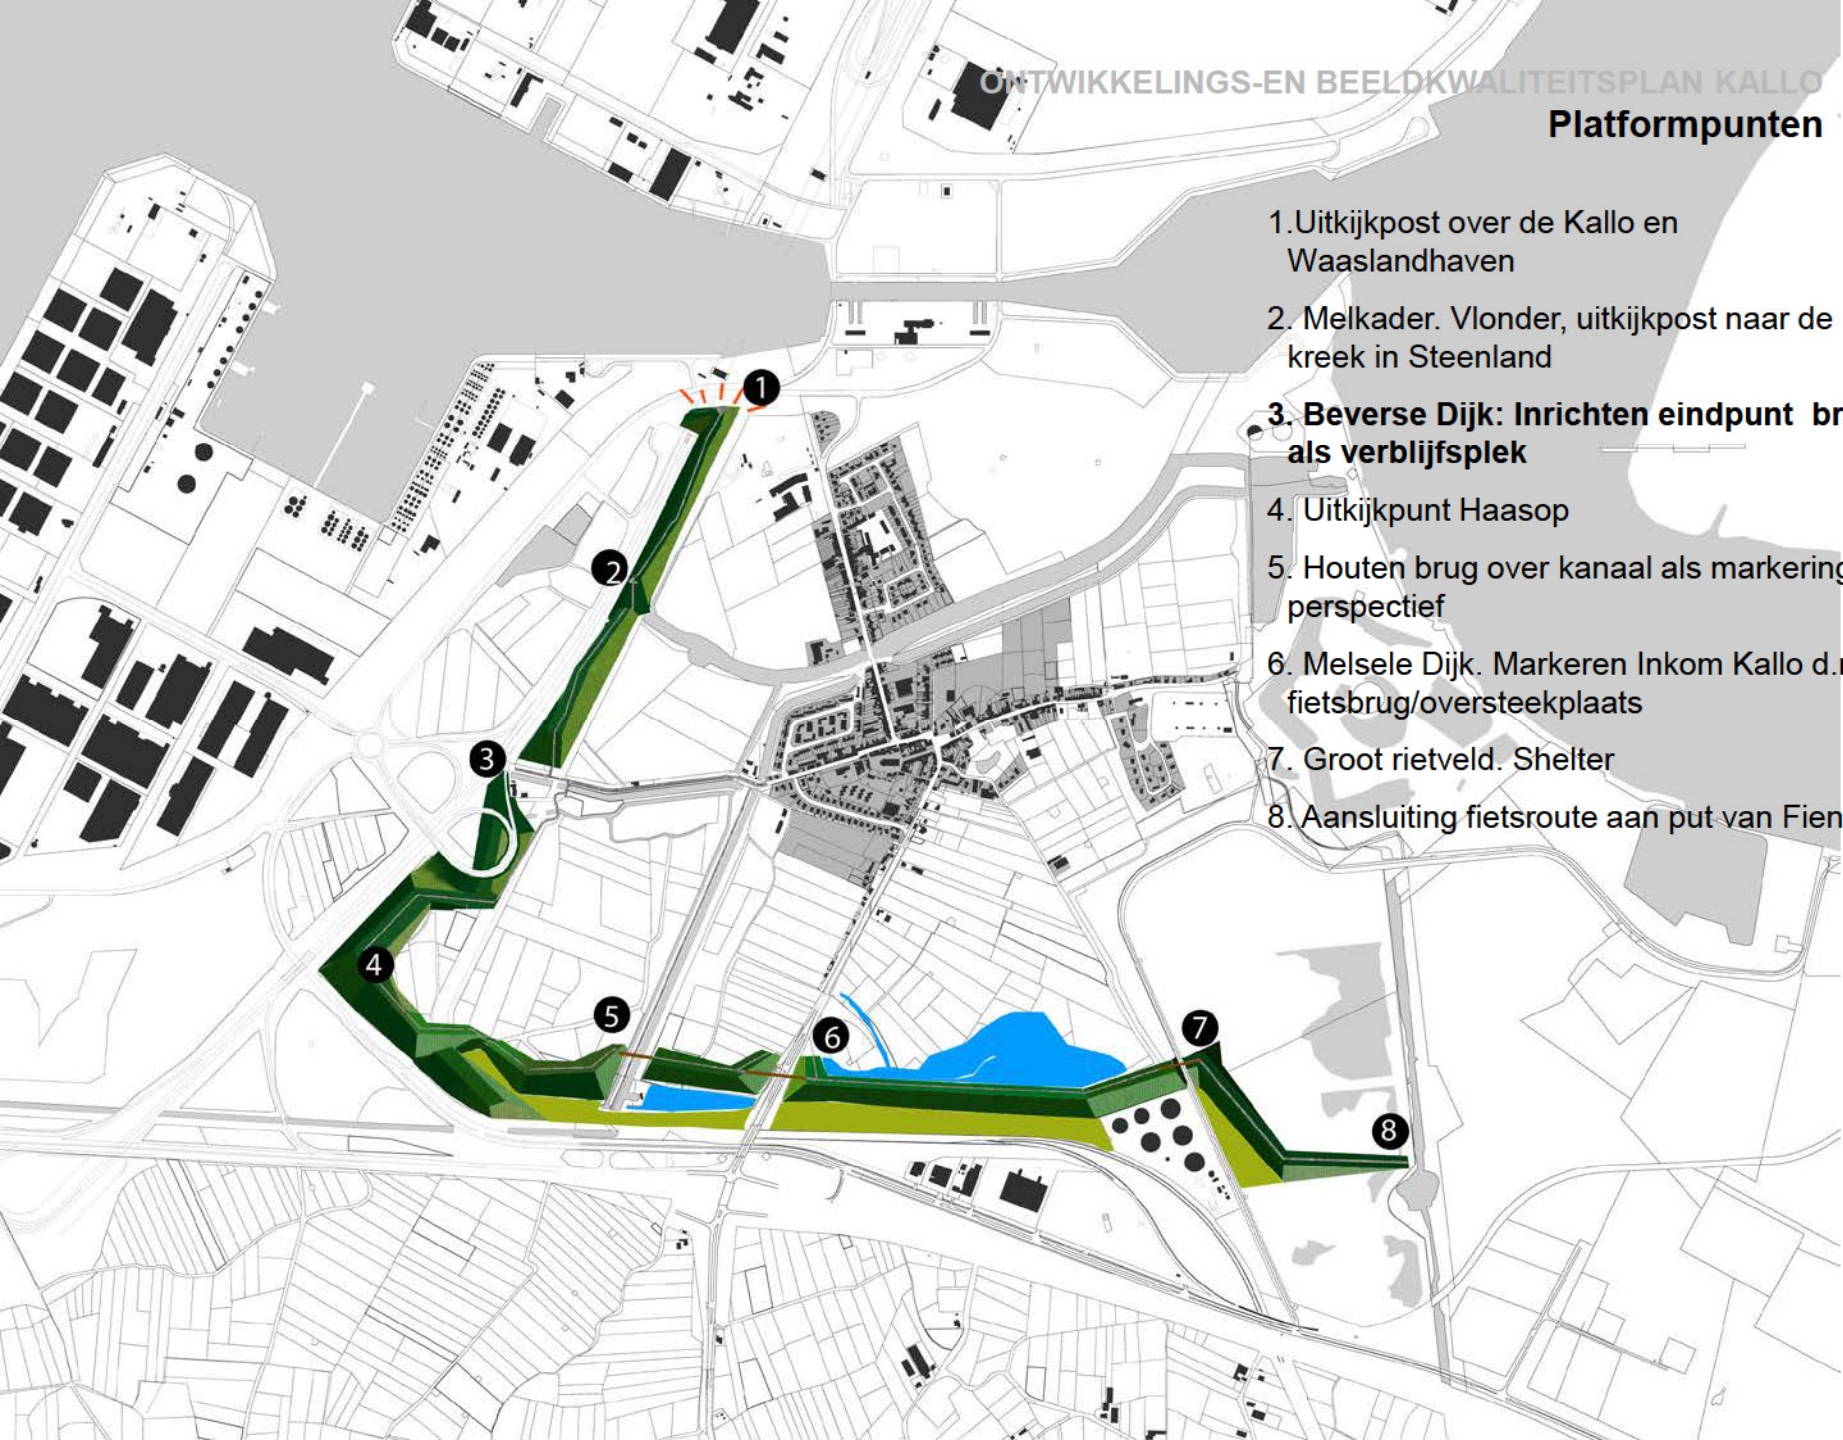 ONTWIKKELINGS-EN BEELDKWALITEITSPLAN KALLO
Platformpunten
1.Uitkijkpost over de Kallo en
Waaslandhaven
2. Melkader. Vlonder, uitkijkpost naar de
kreek in Steenland
3. Beverse Dijk: Inrichten eindpunt br
als verblijfsplek
4. Uitkijkpunt Haasop
5. Houten brug over kanaal als markering
perspectief
6. Melsele Dijk. Markeren Inkom Kallo d.m
fietsbrug/oversteekplaats
7. Groot rietveld. Shelter
8. Aansluiting fietsroute aan put van Fien
1
2
3
4
5
6
7
8